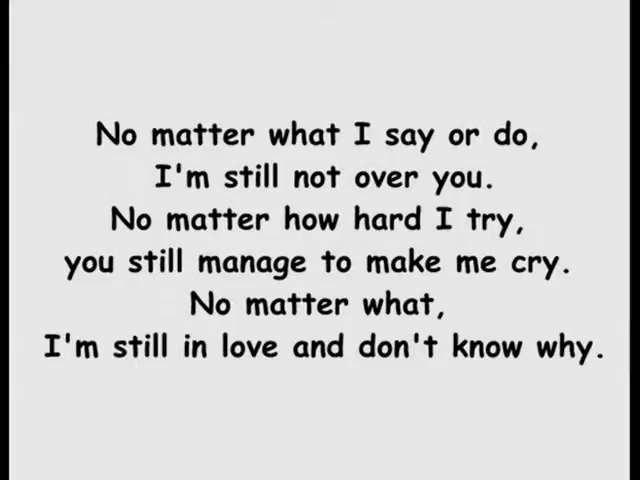 No matter what I say or do,
I'm still not over you.
No matter how hard I try,
you still manage to make me cry.
No matter what,
I'm still in love and don't know why.